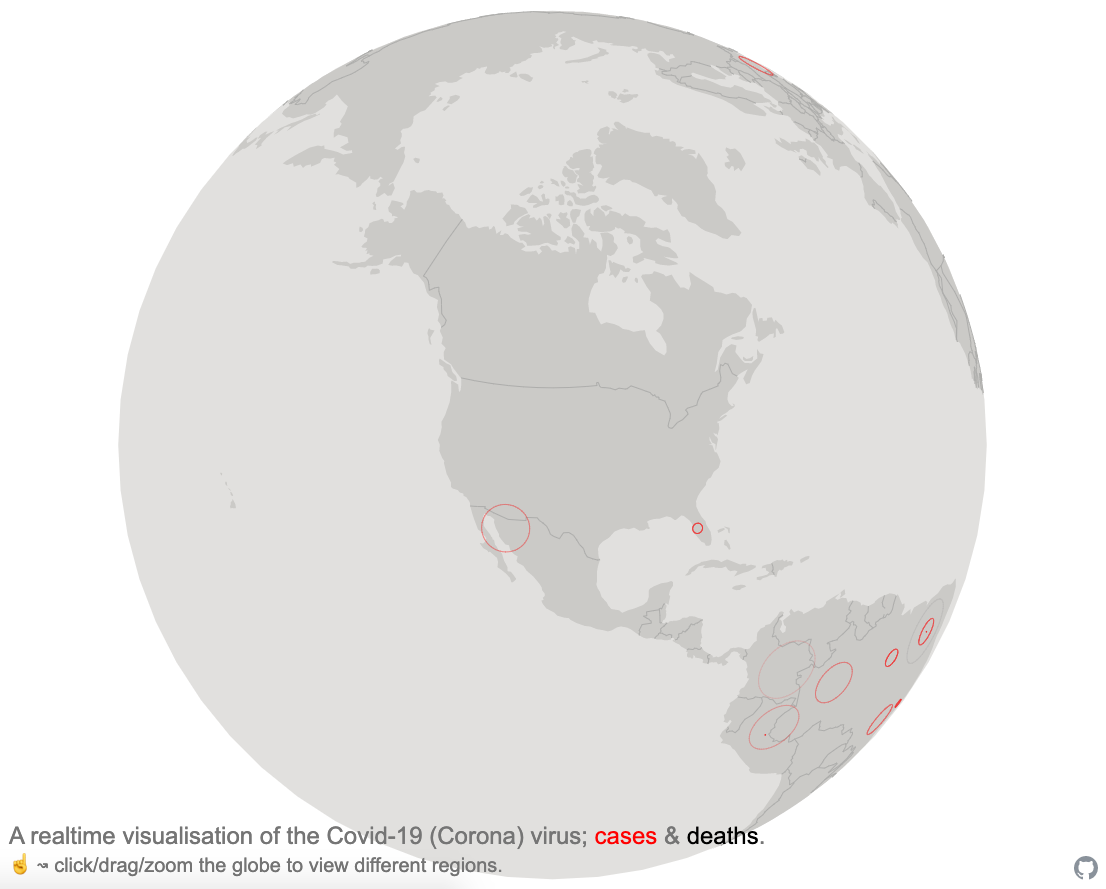 A realtime visualisation of the Covid-19 (Corona) virus; cases & deaths.
☝️ ↝ click/drag/zoom the globe to view different regions.